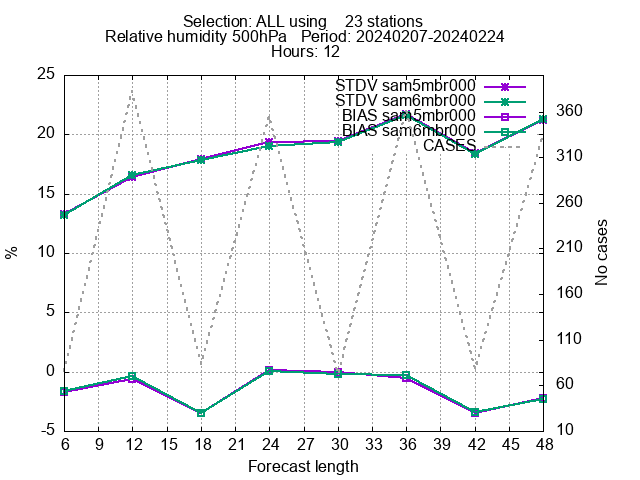 Selection: ALL using    23 stations
Relative humidity 500hPa   Period: 20240207-20240224
Hours: 12
STDV sam5mbr000
STDV sam6mbr000
BIAS sam5mbr000
BIAS sam6mbr000
CASES
25
20
15
10
5
0
-5
%
360
310
260
210
160
110
60
10
No cases
6 9 12 15 18 21 24 27 30 33 36 39 42 45 48
Forecast length